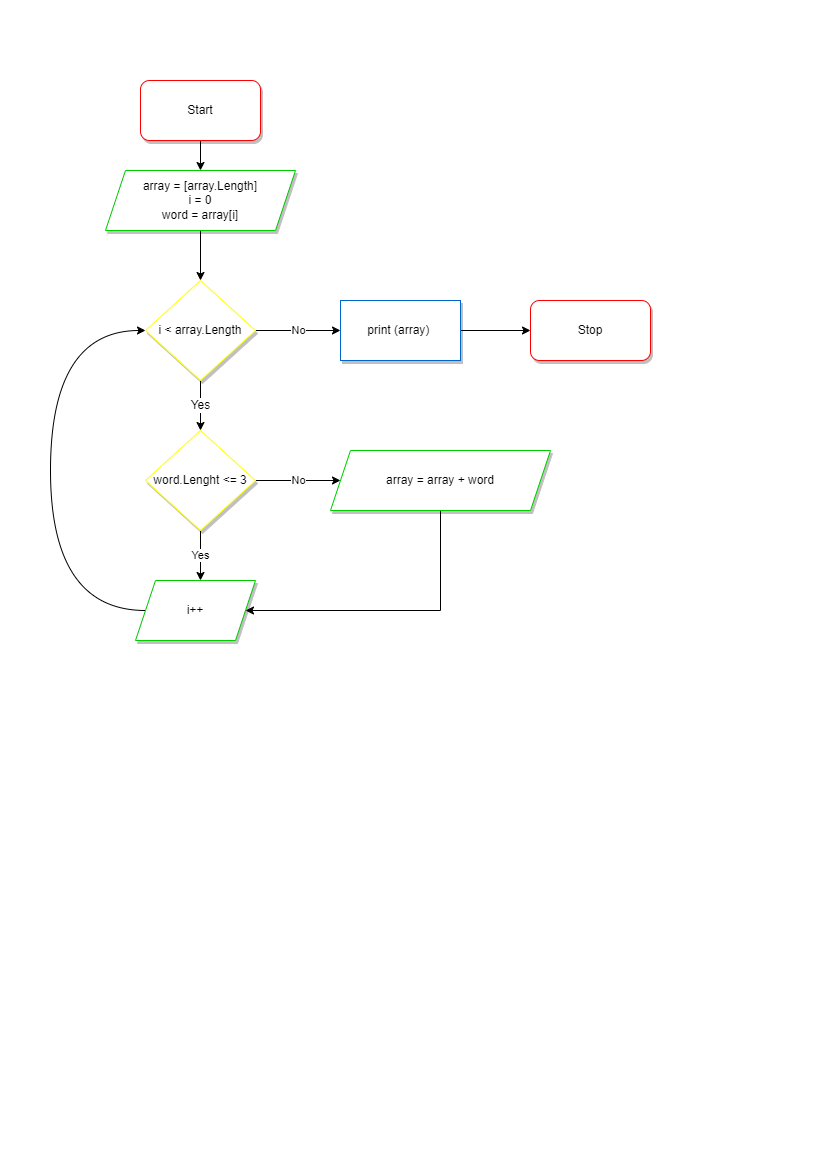 Start
array = [array.Length]
i = 0
word = array[i]
i < array.Length
No
print (array)
Stop
Yes
word.Lenght <= 3
No
array = array + word
Yes
i++